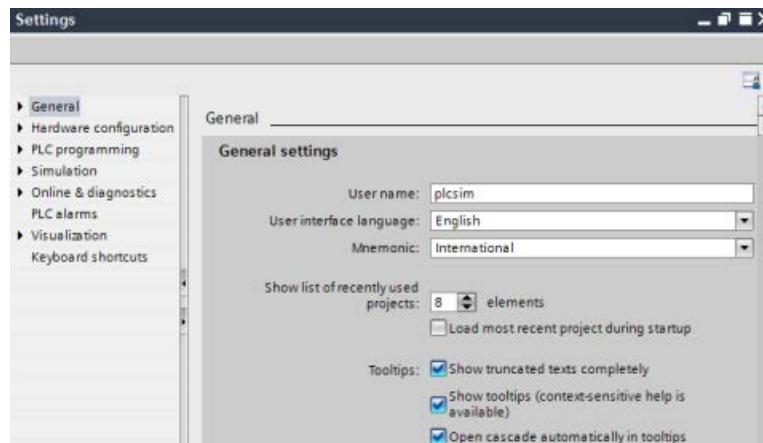 Settings
General
Hardware configuration
PLC programming
Simulation
Online & diagnostics
PLC alarms
Visualization
Keyboard shortcuts
General
General settings
User name: plcsim
User interface language: English
Mnemonic: International
Show list of recently used
projects: 8 elements
Load most recent project during startup
Tooltips: Show truncated texts completely
Show tooltips (context-sensitive help is
available)
Open cascade automatically in tooltips